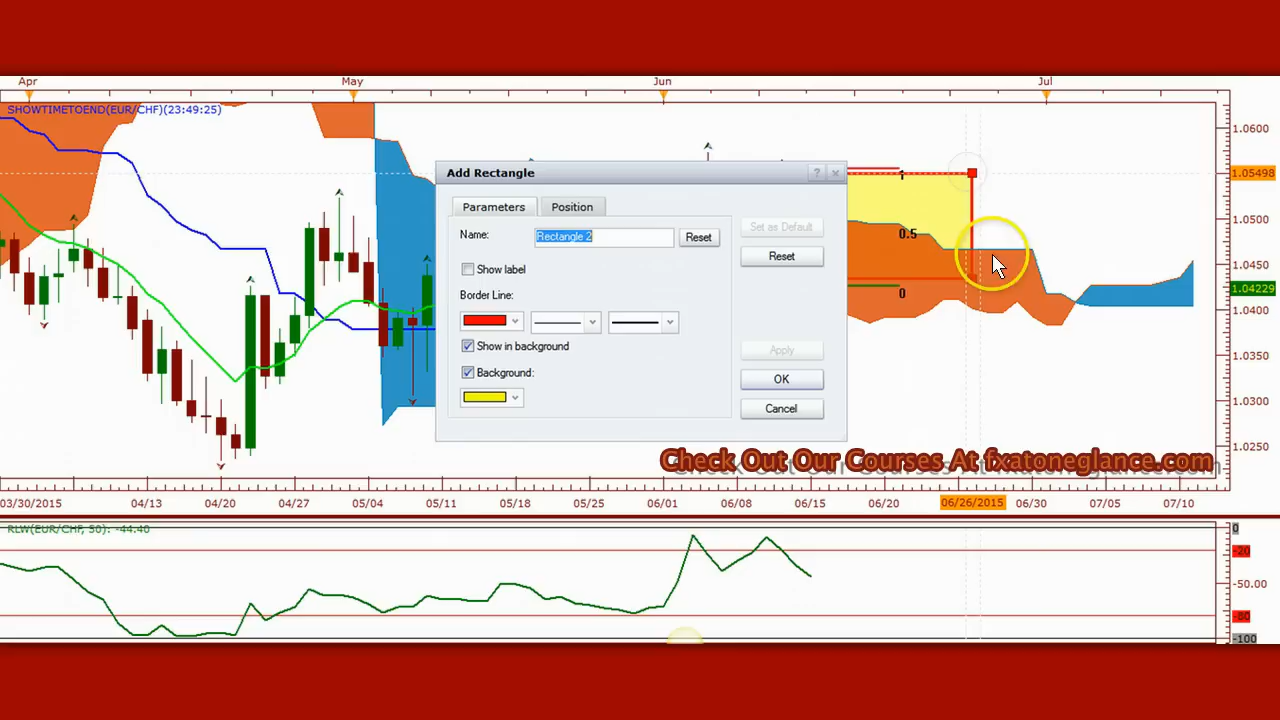 Apr May Jun Jul
SHOWTIMETOEND(EUR/CHF)(23:49:25)
1.0600
Add Rectangle
? ×
1
1.05498
Parameters Position
Name: Rectangle 2 Reset
Set as Default
1.0500
0.5
Reset
Show label
1.0450
Border Line:
1.04229
0
1.0400
Show in background
Apply
1.0350
Background:
OK
1.0300
Cancel
1.0250
Check Out Our Courses At fxatoneglance.com
03/30/2015 04/13 04/20 04/27 05/04 05/11 05/18 05/25 06/01 06/08 06/15 06/20 06/26/2015 06/30 07/05 07/10
RLW(EUR/CHF, 50): -44.40
0
-20
-50.00
-80
-100